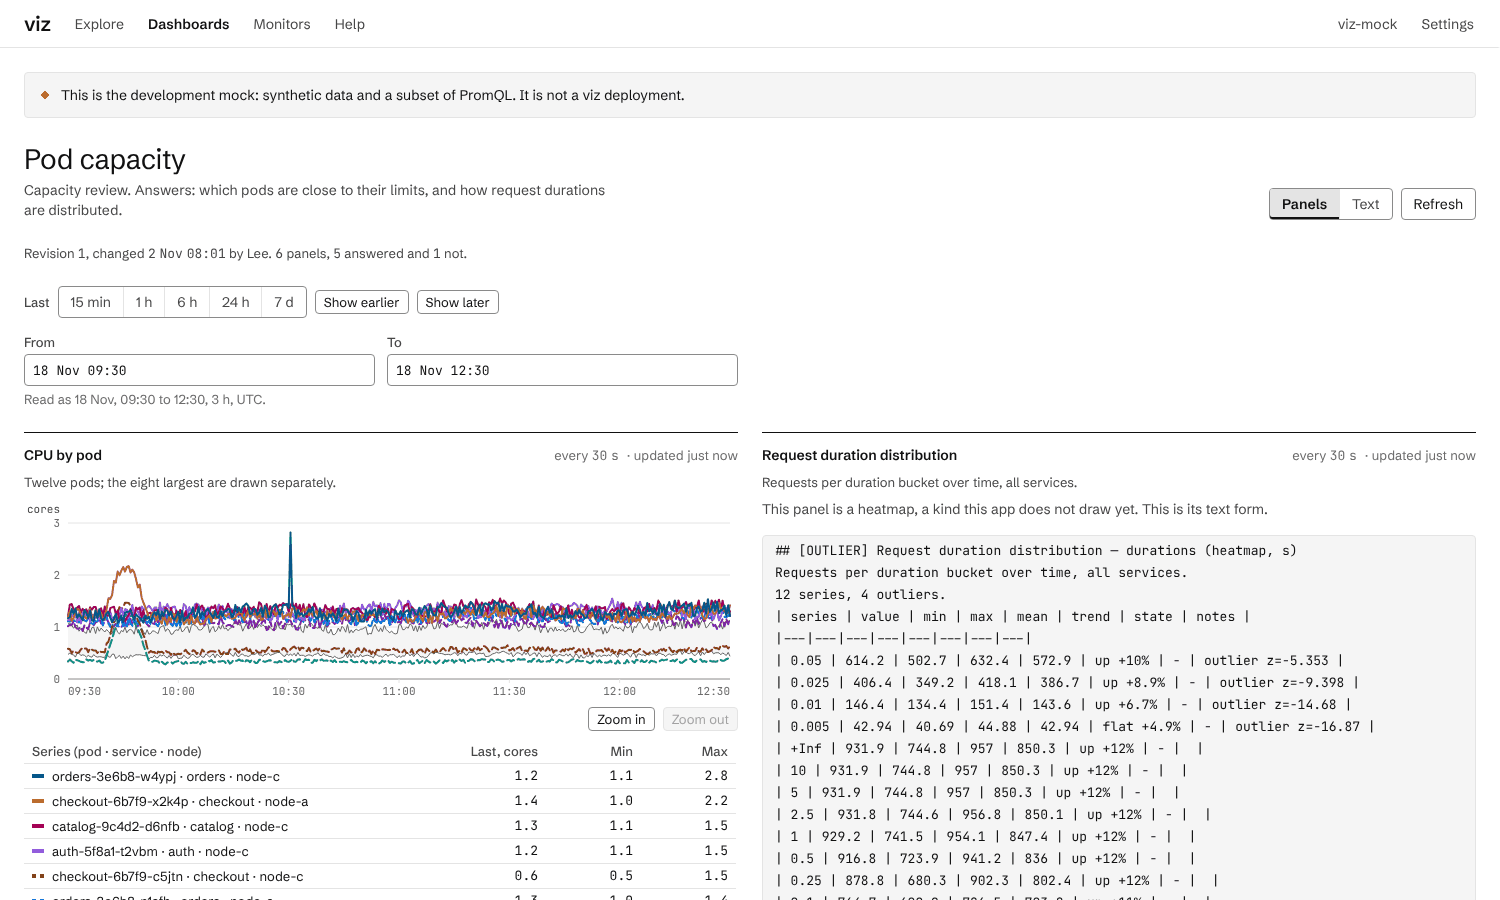 viz Explore Dashboards Monitors Help viz-mock Settings
This is the development mock: synthetic data and a subset of PromQL. It is not a viz deployment.
Pod capacity
Capacity review. Answers: which pods are close to their limits, and how request durations
are distributed.
Panels Text Refresh
Revision 1, changed 2 Nov 08:01 by Lee. 6 panels, 5 answered and 1 not.
Last 15 min 1 h 6 h 24 h 7 d Show earlier Show later
From To
18 Nov 09:30 18 Nov 12:30
Read as 18 Nov, 09:30 to 12:30, 3 h, UTC.
CPU by pod every 30 s · updated just now
Twelve pods; the eight largest are drawn separately.
cores
3
2
1
0
09:30 10:00 10:30 11:00 11:30 12:00 12:30
Zoom in Zoom out
Series (pod · service · node) Last, cores Min Max
orders-3e6b8-w4ypj · orders · node-c 1.2 1.1 2.8
checkout-6b7f9-x2k4p · checkout · node-a 1.4 1.0 2.2
catalog-9c4d2-d6nfb · catalog · node-c 1.3 1.1 1.5
auth-5f8a1-t2vbm · auth · node-c 1.2 1.1 1.5
checkout-6b7f9-c5jtn · checkout · node-c 0.6 0.5 1.5
Request duration distribution every 30 s · updated just now
Requests per duration bucket over time, all services.
This panel is a heatmap, a kind this app does not draw yet. This is its text form.
## [OUTLIER] Request duration distribution — durations (heatmap, s)
Requests per duration bucket over time, all services.
12 series, 4 outliers.
| series | value | min | max | mean | trend | state | notes |
|---|---|---|---|---|---|---|---|
| 0.05 | 614.2 | 502.7 | 632.4 | 572.9 | up +10% | - | outlier z=-5.353 |
| 0.025 | 406.4 | 349.2 | 418.1 | 386.7 | up +8.9% | - | outlier z=-9.398 |
| 0.01 | 146.4 | 134.4 | 151.4 | 143.6 | up +6.7% | - | outlier z=-14.68 |
| 0.005 | 42.94 | 40.69 | 44.88 | 42.94 | flat +4.9% | - | outlier z=-16.87 |
| +Inf | 931.9 | 744.8 | 957 | 850.3 | up +12% | - |  |
| 10 | 931.9 | 744.8 | 957 | 850.3 | up +12% | - |  |
| 5 | 931.9 | 744.8 | 957 | 850.3 | up +12% | - |  |
| 2.5 | 931.8 | 744.6 | 956.8 | 850.1 | up +12% | - |  |
| 1 | 929.2 | 741.5 | 954.1 | 847.4 | up +12% | - |  |
| 0.5 | 916.8 | 723.9 | 941.2 | 836 | up +12% | - |  |
| 0.25 | 878.8 | 680.3 | 902.3 | 802.4 | up +12% | - |  |